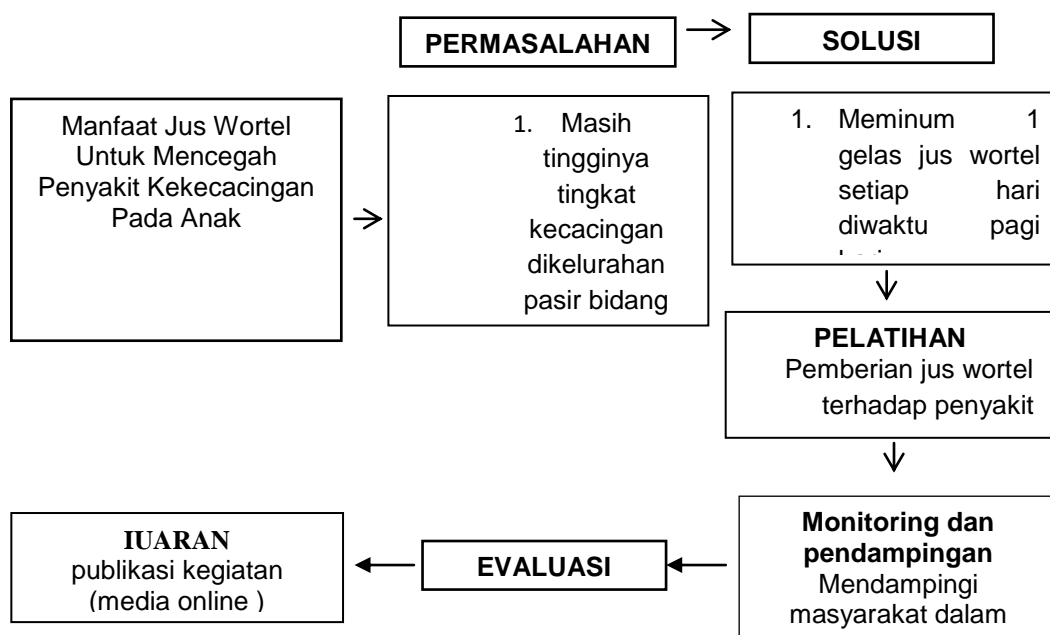 PERMASALAHAN
SOLUSI
Manfaat Jus Wortel
Untuk Mencegah
Penyakit Kekecacingan
Pada Anak
1. Masih
tingginya
tingkat
kecacingan
dikelurahan
pasir bidang
1. Meminum 1
gelas jus wortel
setiap hari
diwaktu pagi
PELATIHAN
Pemberian jus wortel
terhadap penyakit
Monitoring dan
pendampingan
Mendampingi
masyarakat dalam
EVALUASI
IUARAN
publikasi kegiatan
(media online )